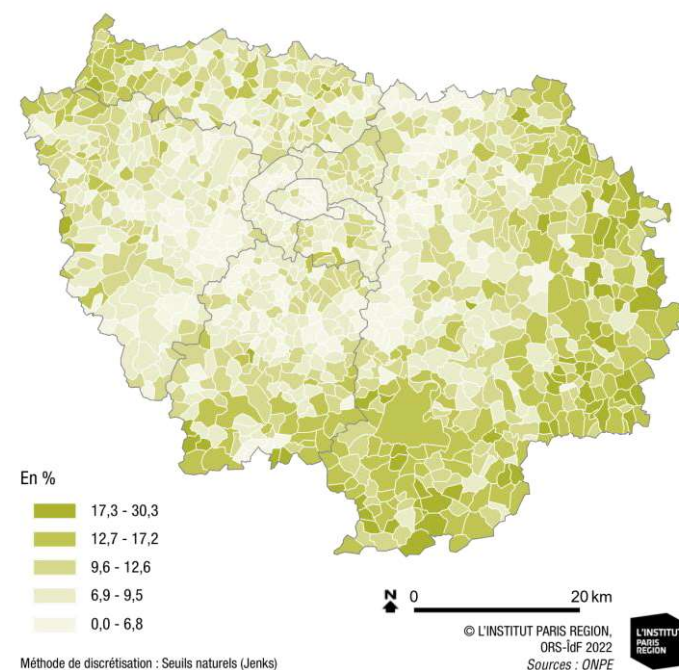 En %
17,3 - 30,3
12,7 - 17,2
9,6 - 12,6
6,9 - 9,5
0,0 - 6,8
N 0 20 km
© L'INSTITUT PARIS REGION,
ORS-ÎdF 2022
Sources : ONPE
L'INSTITUT
PARIS
REGION
Méthode de discrétisation : Seuils naturels (Jenks)